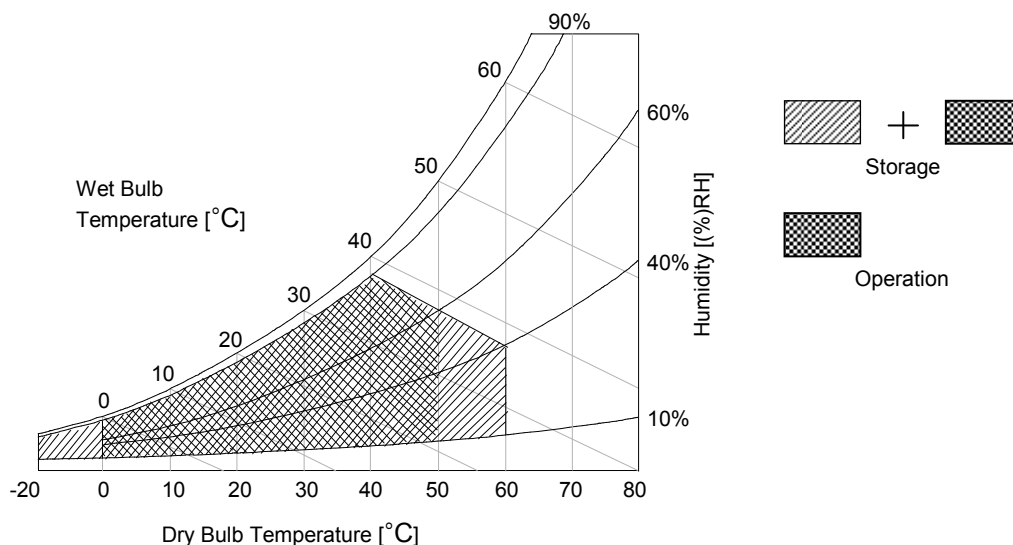 90%
60
60%
50
Wet Bulb
Temperature [°C]
Storage
40
Humidity [(%)RH]
40%
30
Operation
20
10
0
10%
-20 0 10 20 30 40 50 60 70 80
Dry Bulb Temperature [°C]